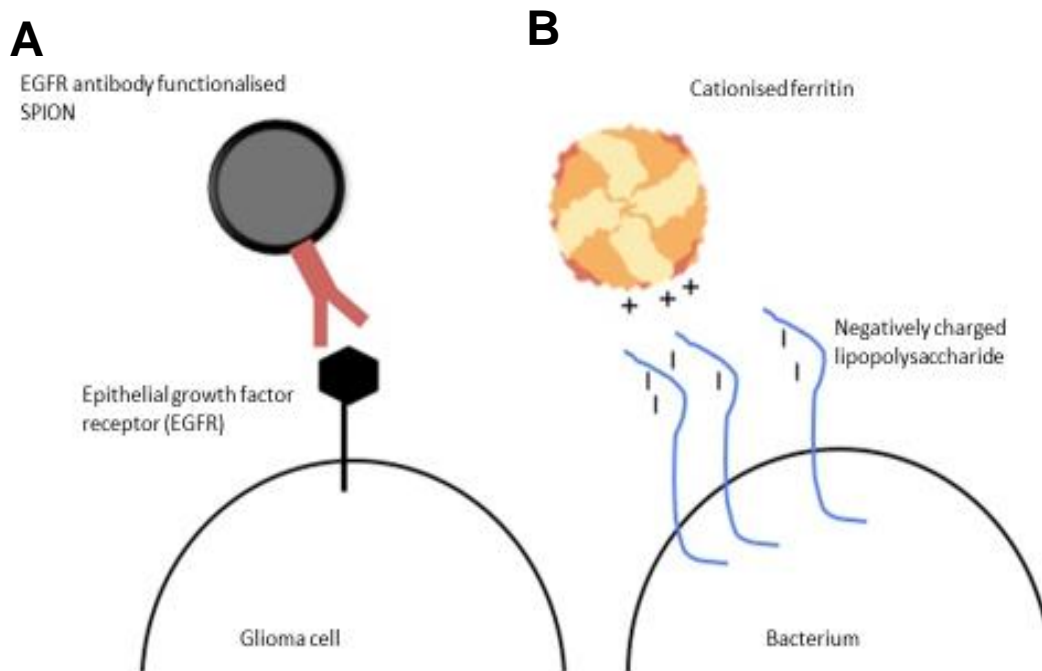 A
EGFR antibody functionalised
SPION
Epithelial growth factor
receptor (EGFR)
Glioma cell
B
Cationised ferritin
+ + +
Negatively charged
lipopolysaccharide
Bacterium